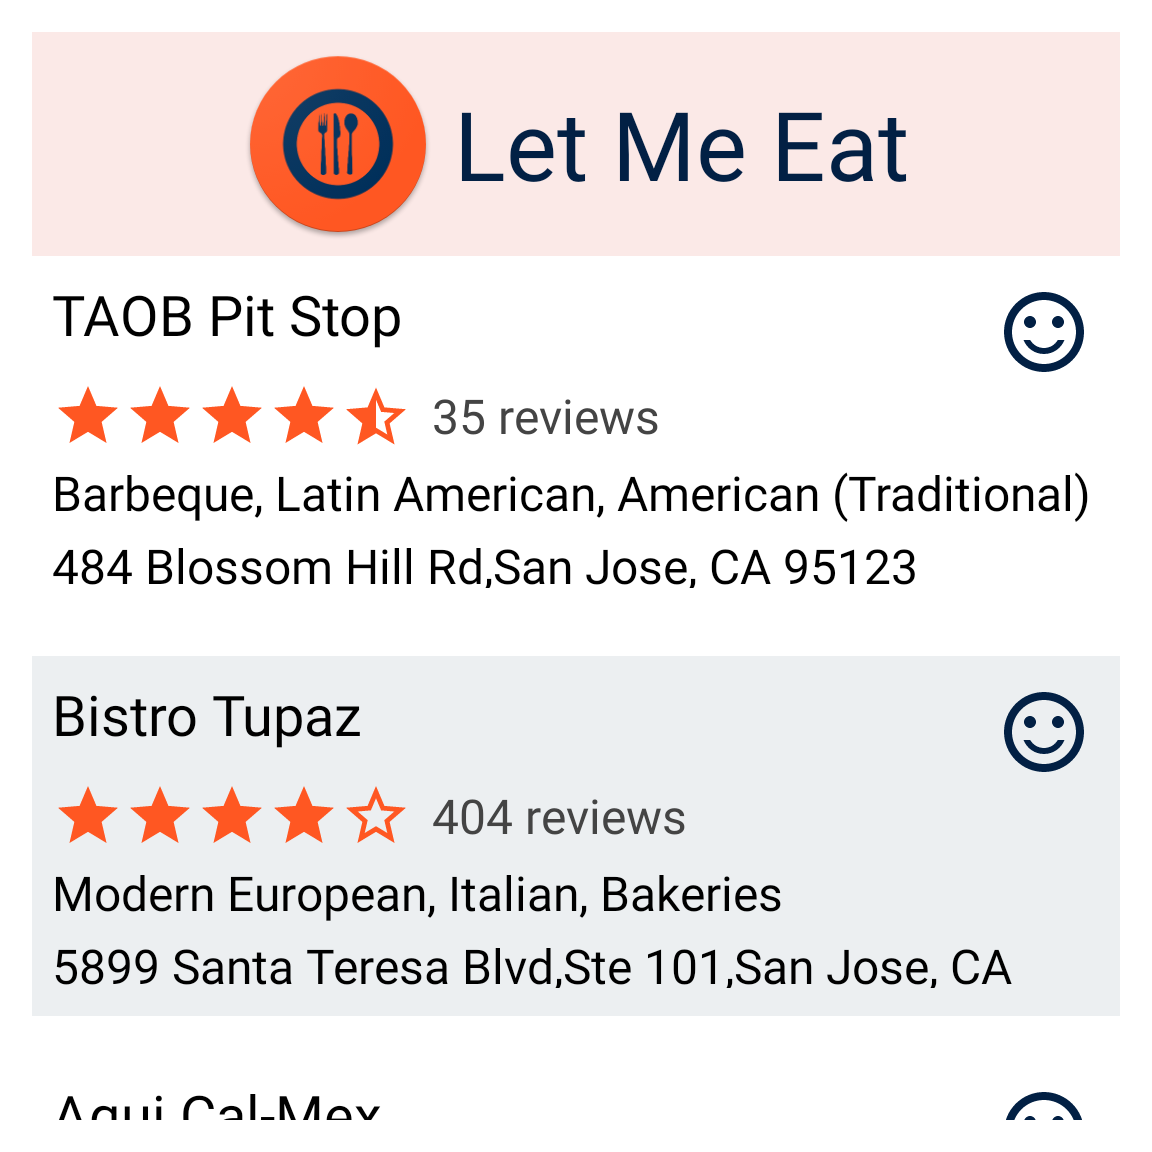 Let Me Eat
TAOB Pit Stop
35 reviews
Barbeque, Latin American, American (Traditional)
484 Blossom Hill Rd,San Jose, CA 95123
Bistro Tupaz
404 reviews
Modern European, Italian, Bakeries
5899 Santa Teresa Blvd,Ste 101,San Jose, CA
Aqui Cal-Mex